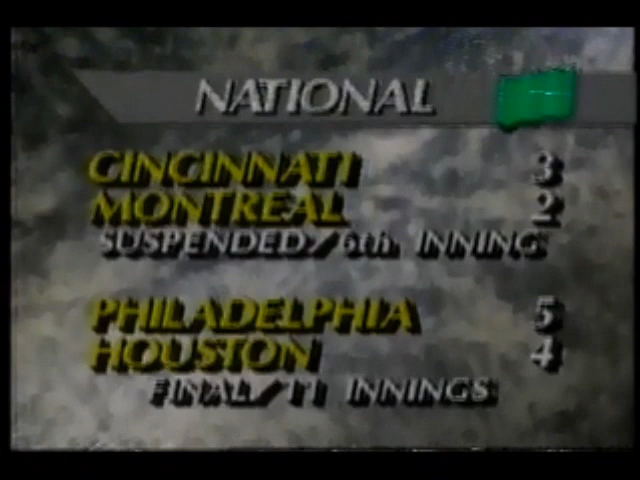 NATIONAL
CINCINNATI 3
MONTREAL 2
SUSPENDED/6th INNING
PHILADELPHIA 5
HOUSTON 4
FINAL/11 INNINGS